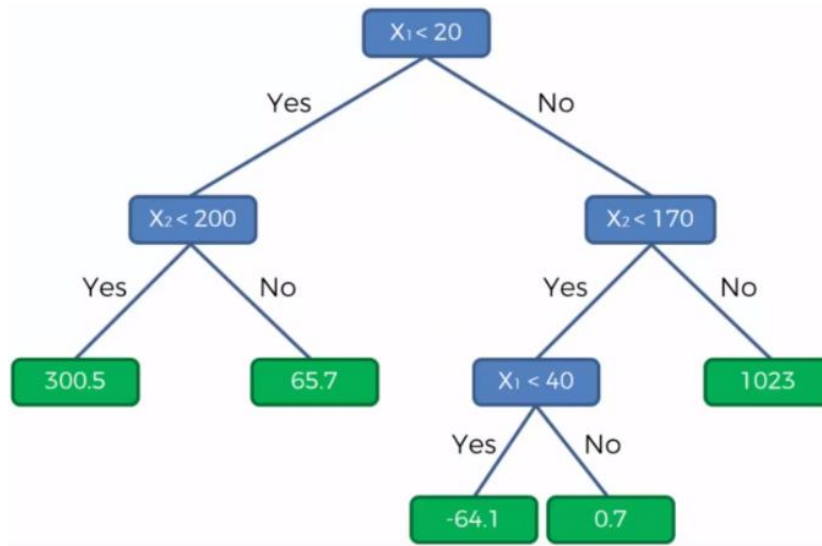 X₁ < 20
Yes
No
X₂ < 200
X₂ < 170
Yes
No
Yes
No
300.5
65.7
X₁ < 40
1023
Yes
No
-64.1
0.7